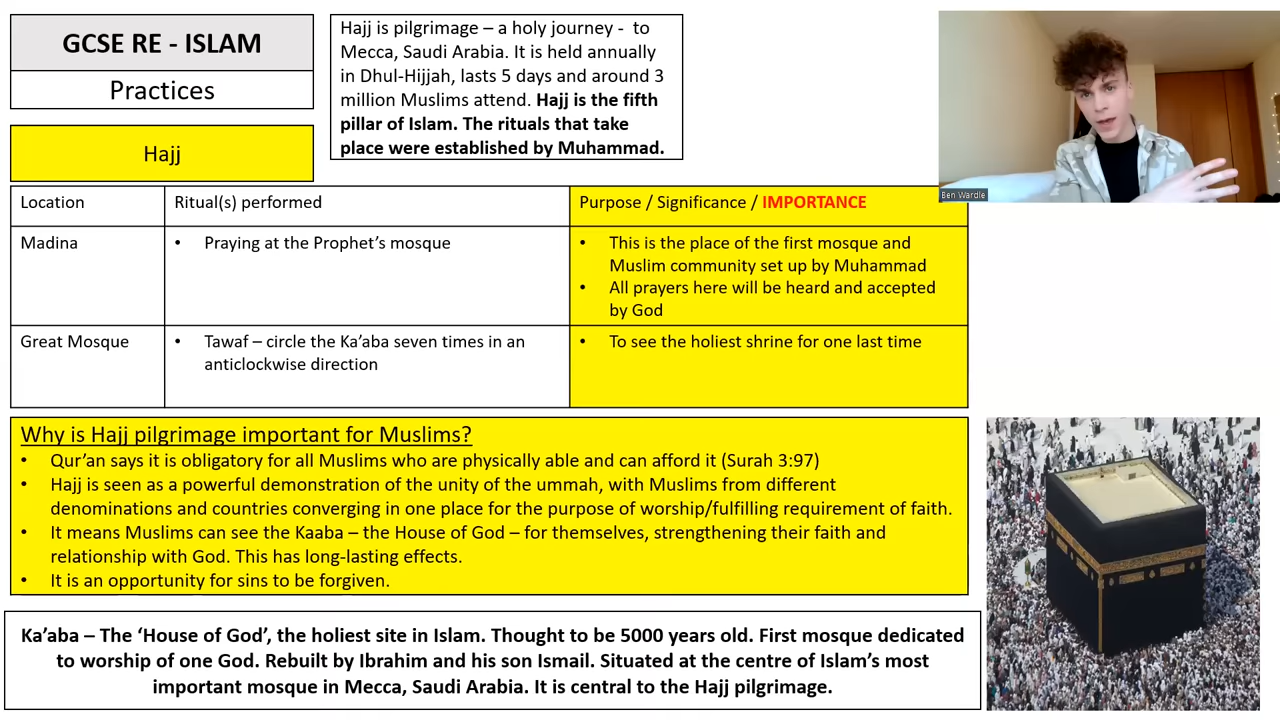 GCSE RE - ISLAM
Practices
Hajj
Hajj is pilgrimage – a holy journey - to
Mecca, Saudi Arabia. It is held annually
in Dhul-Hijjah, lasts 5 days and around 3
million Muslims attend. Hajj is the fifth
pillar of Islam. The rituals that take
place were established by Muhammad.
Ben Wardle
Location
Ritual(s) performed
Purpose / Significance / IMPORTANCE
Madina
• Praying at the Prophet’s mosque
• This is the place of the first mosque and
Muslim community set up by Muhammad
• All prayers here will be heard and accepted
by God
Great Mosque
• Tawaf – circle the Ka’aba seven times in an
anticlockwise direction
• To see the holiest shrine for one last time
Why is Hajj pilgrimage important for Muslims?
• Qur’an says it is obligatory for all Muslims who are physically able and can afford it (Surah 3:97)
• Hajj is seen as a powerful demonstration of the unity of the ummah, with Muslims from different
denominations and countries converging in one place for the purpose of worship/fulfilling requirement of faith.
• It means Muslims can see the Kaaba – the House of God – for themselves, strengthening their faith and
relationship with God. This has long-lasting effects.
• It is an opportunity for sins to be forgiven.
Ka’aba – The ‘House of God’, the holiest site in Islam. Thought to be 5000 years old. First mosque dedicated
to worship of one God. Rebuilt by Ibrahim and his son Ismail. Situated at the centre of Islam’s most
important mosque in Mecca, Saudi Arabia. It is central to the Hajj pilgrimage.